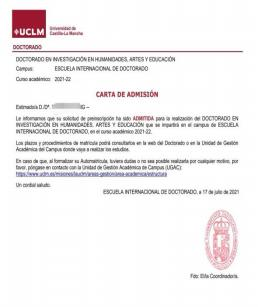 UCLM
Universidad de
Castilla-La Mancha
DOCTORADO
DOCTORADO EN INVESTIGACIÓN EN HUMANIDADES, ARTES Y EDUCACIÓN
Campus: ESCUELA INTERNACIONAL DE DOCTORADO
Curso académico: 2021-22
CARTA DE ADMISIÓN
Estimado/a D./Dª. IG –
Le informamos que su solicitud de preinscripción ha sido ADMITIDA para la realización del DOCTORADO EN
INVESTIGACIÓN EN HUMANIDADES, ARTES Y EDUCACIÓN que se impartirá en el campus de ESCUELA
INTERNACIONAL DE DOCTORADO, en el curso académico 2021-22.
Los plazos y procedimientos de matrícula podrá consultarlos en la web del Doctorado o en la Unidad de Gestión
Académica del Campus donde vaya a realizar los estudios.
En caso de que, al formalizar su Automatrícula, tuviera dudas o no sea posible realizarla por cualquier motivo, por
favor, póngase en contacto con la Unidad de Gestión Académica de Campus (UGAC):
https://www.uclm.es/misiones/laudm/areas-gestion/area-academica/estructura
Un cordial saludo.
ESCUELA INTERNACIONAL DE DOCTORADO, a 17 de julio de 2021
Fdo: El/la Coordinador/a.